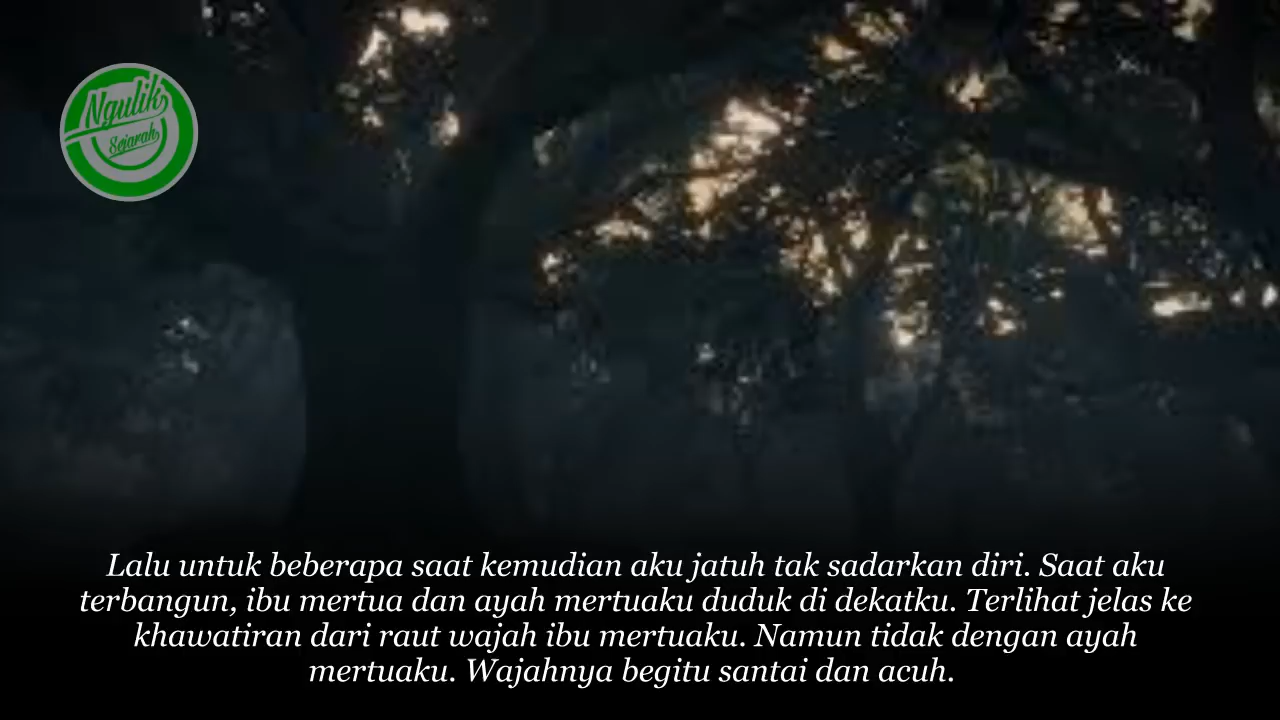 Ngulik
Sejarah
Lalu untuk beberapa saat kemudian aku jatuh tak sadarkan diri. Saat aku
terbangun, ibu mertua dan ayah mertuaku duduk di dekatku. Terlihat jelas ke
khawatiran dari raut wajah ibu mertuaku. Namun tidak dengan ayah
mertuaku. Wajahnya begitu santai dan acuh.